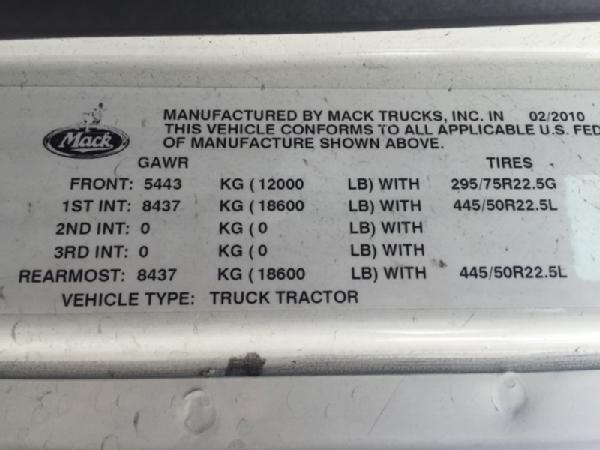 Mack
MANUFACTURED BY MACK TRUCKS, INC. IN 02/2010
THIS VEHICLE CONFORMS TO ALL APPLICABLE U.S. FED
OF MANUFACTURE SHOWN ABOVE.
GAWR TIRES
FRONT: 5443 KG ( 12000 LB) WITH 295/75R22.5G
1ST INT: 8437 KG ( 18600 LB) WITH 445/50R22.5L
2ND INT: 0 KG ( 0 LB) WITH
3RD INT: 0 KG ( 0 LB) WITH
REARMOST: 8437 KG ( 18600 LB) WITH 445/50R22.5L
VEHICLE TYPE: TRUCK TRACTOR